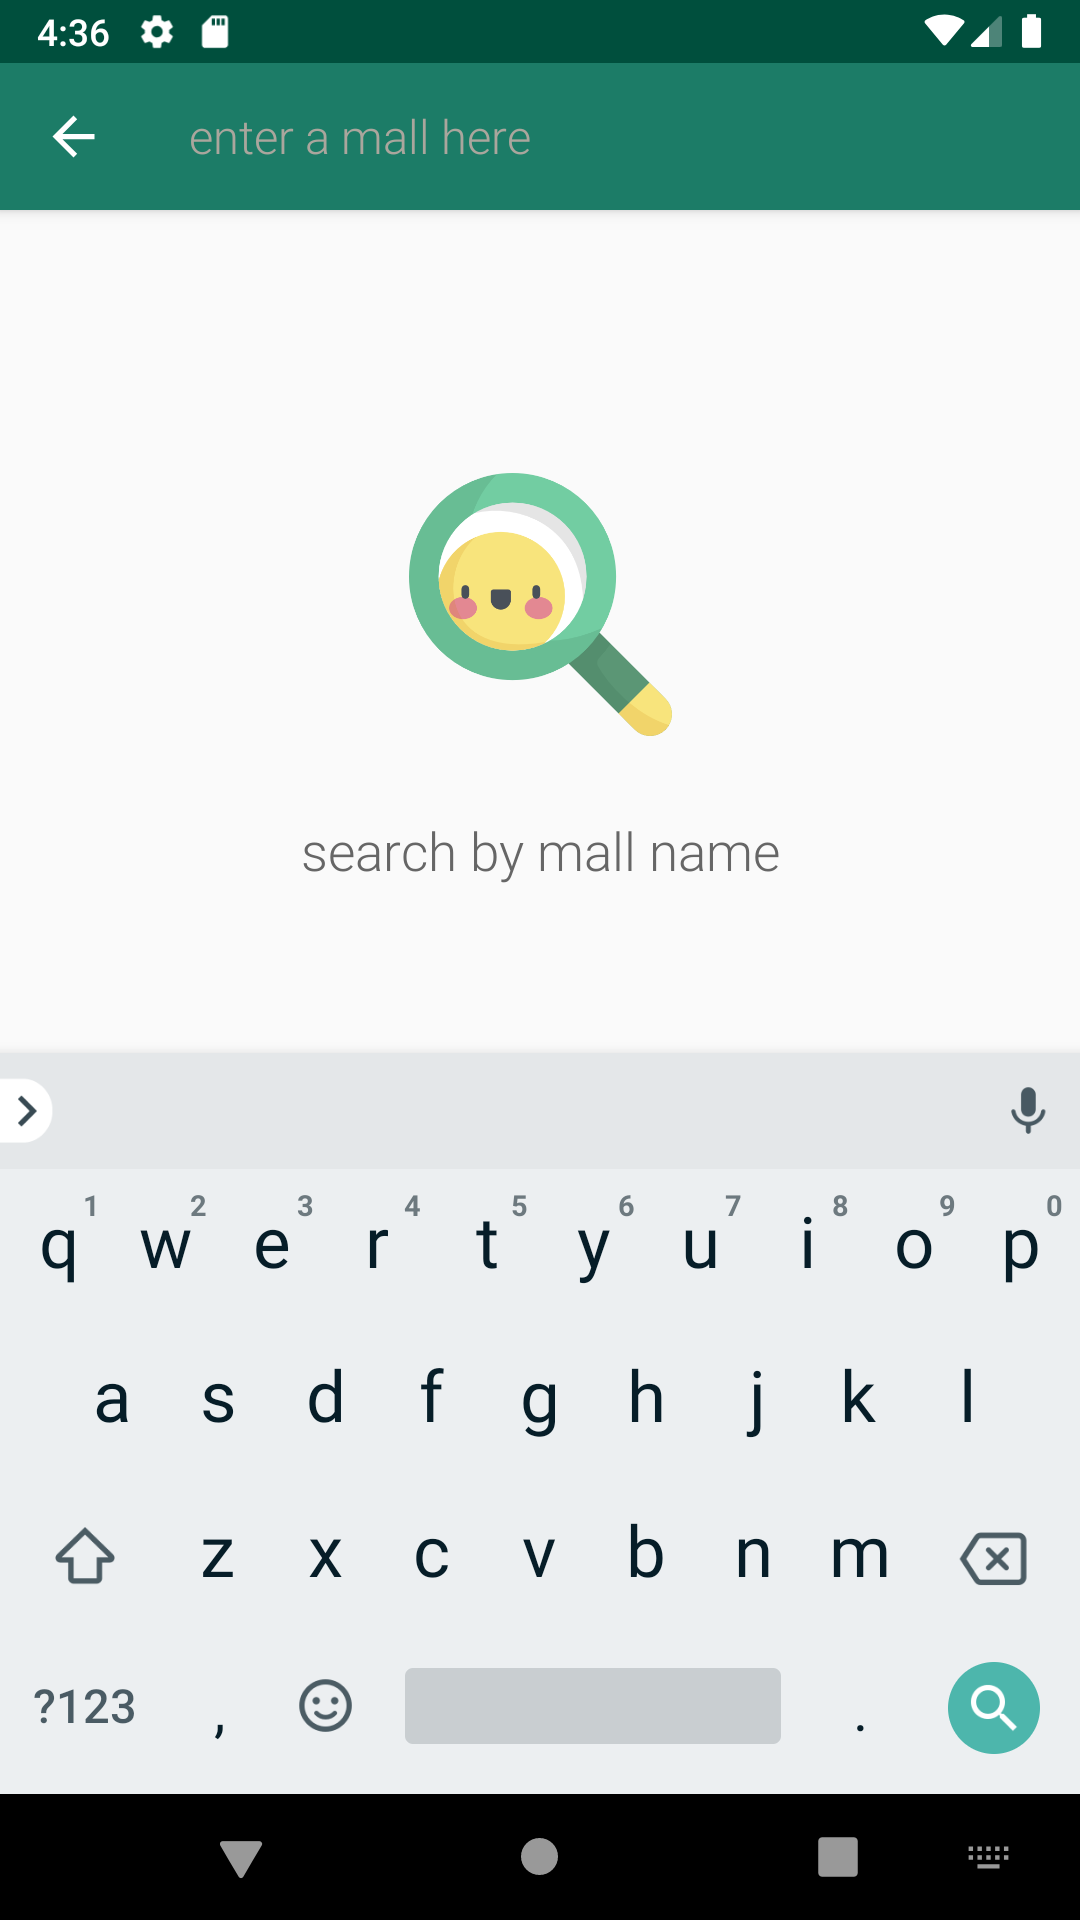 4:36
enter a mall here
search by mall name
1 2 3 4 5 6 7 8 9 0
q w e r t y u i o p
a s d f g h j k l
z x c v b n m
?123 , .